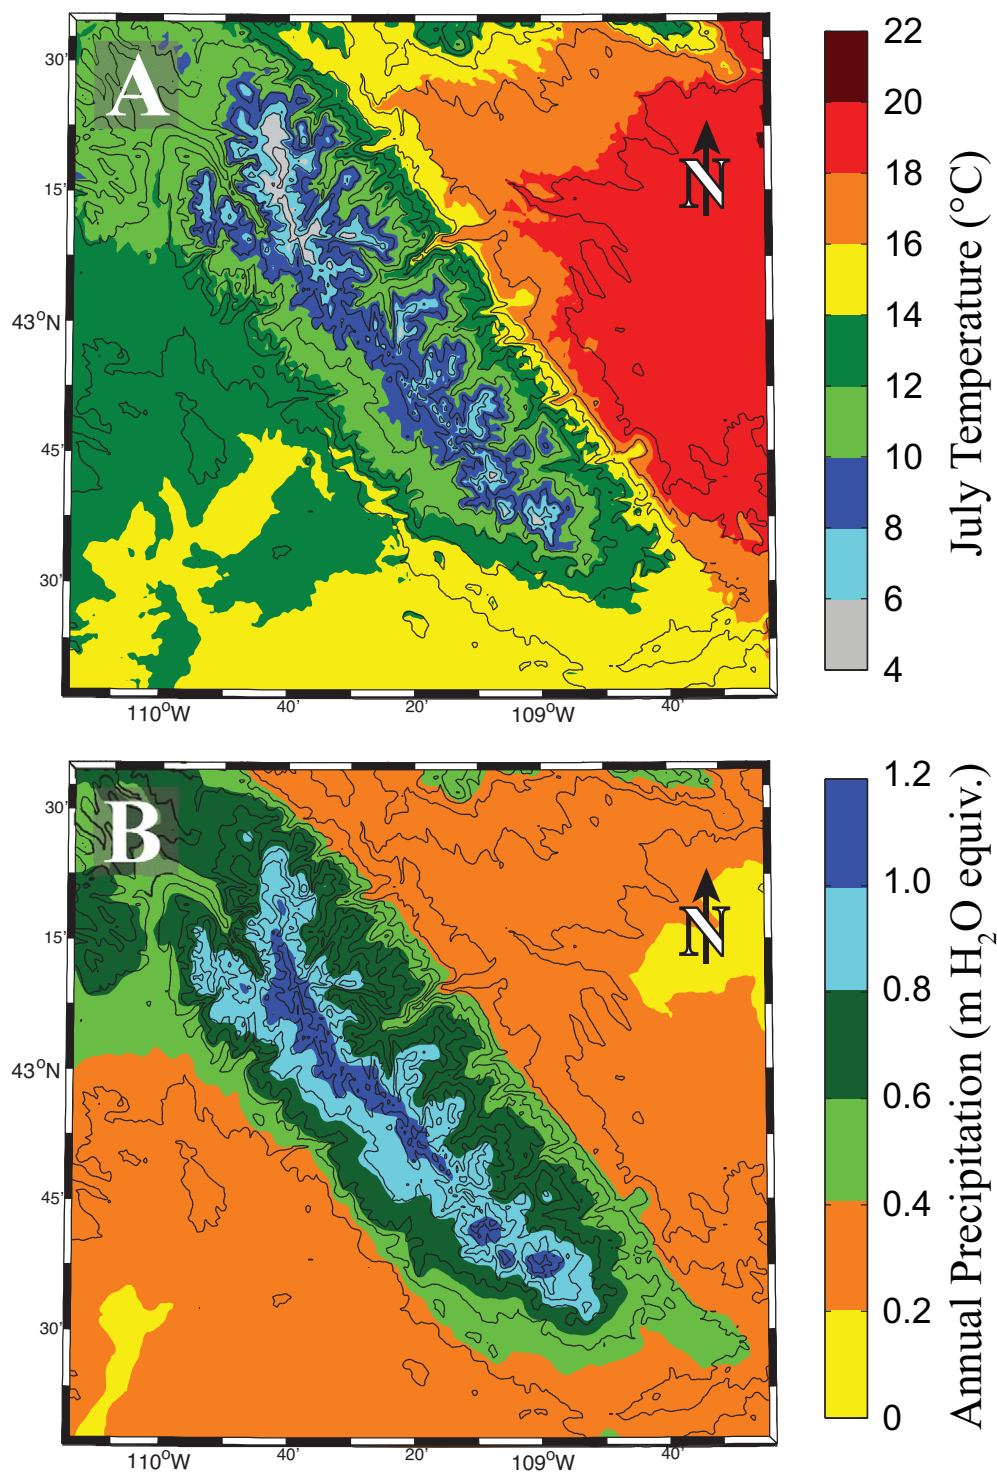 A
N
30'
15'
43°N
45'
30'
110°W
40'
20'
109°W
40'
22
20
18
16
14
12
10
8
6
4
July Temperature (°C)
B
N
30'
15'
43°N
45'
30'
110°W
40'
20'
109°W
40'
1.2
1.0
0.8
0.6
0.4
0.2
0
Annual Precipitation (m H₂O equiv.)